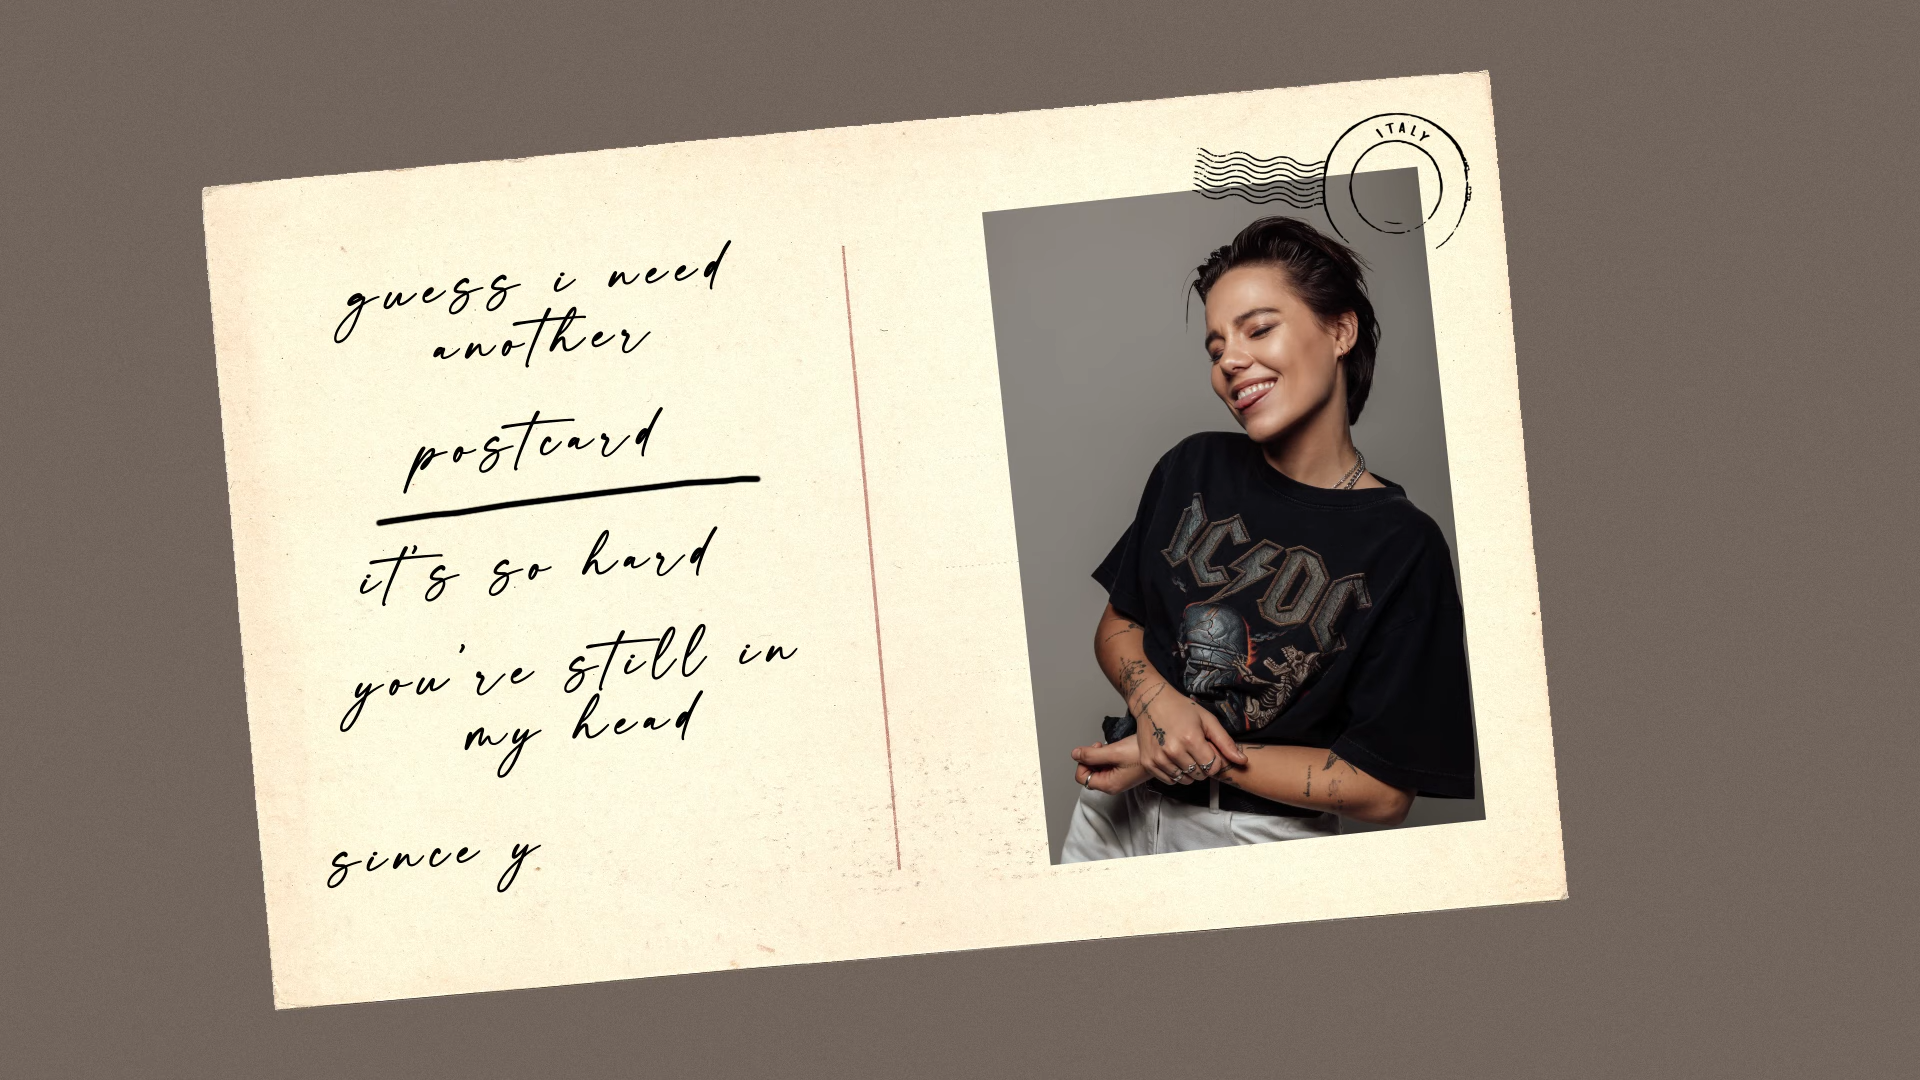 guess i need
another
postcard
it's so hard
you're still in
my head
since y
ITALY
AC/DC